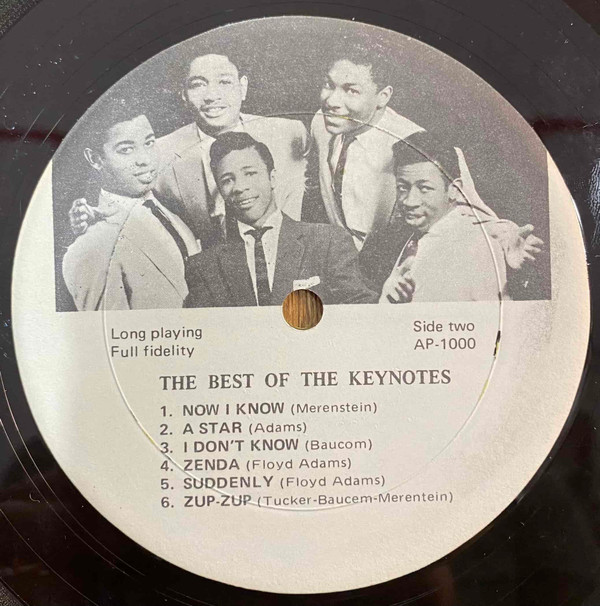 Long playing
Full fidelity
Side two
AP-1000
THE BEST OF THE KEYNOTES
1. NOW I KNOW (Merenstein)
2. A STAR (Adams)
3. I DON'T KNOW (Baucom)
4. ZENDA (Floyd Adams)
5. SUDDENLY (Floyd Adams)
6. ZUP-ZUP (Tucker-Baucem-Merentein)